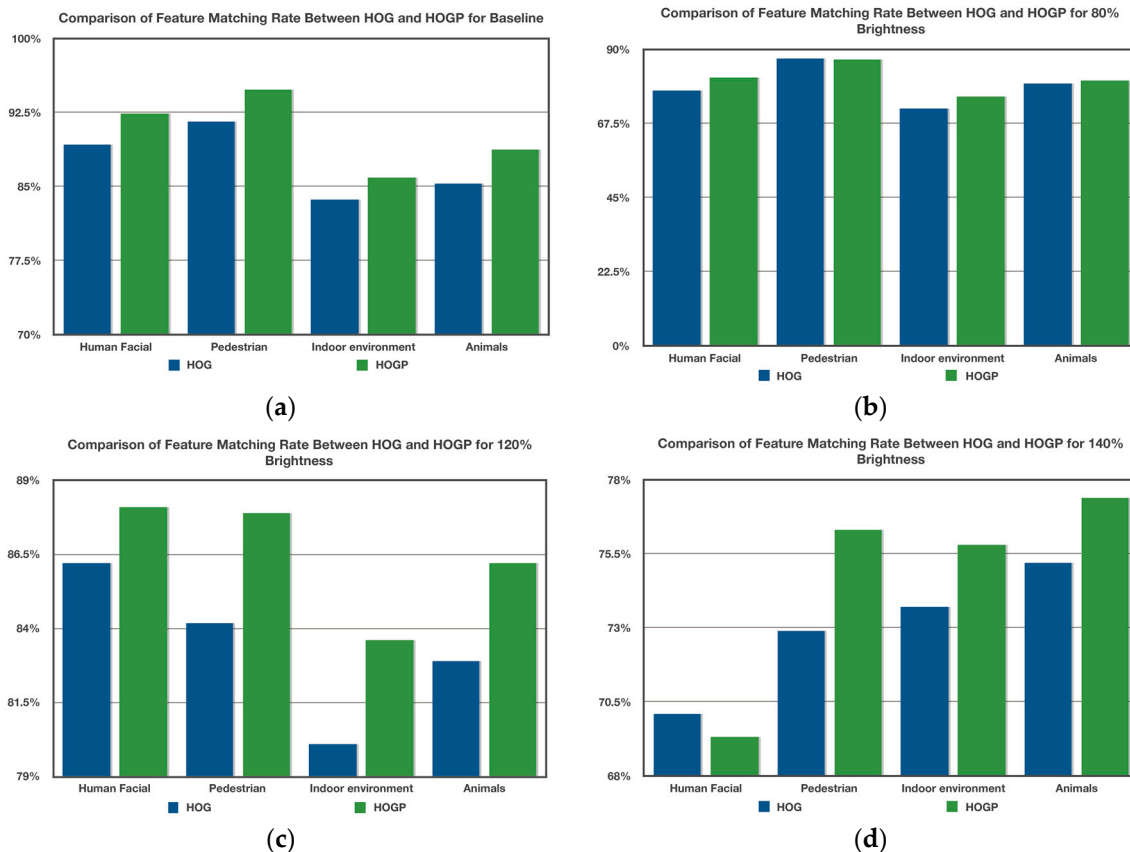 Comparison of Feature Matching Rate Between HOG and HOGP for Baseline
100%
92.5%
85%
77.5%
70%
Human Facial Pedestrian Indoor environment Animals
HOG HOGP
(a)
Comparison of Feature Matching Rate Between HOG and HOGP for 80%
Brightness
90%
67.5%
45%
22.5%
0%
Human Facial Pedestrian Indoor environment Animals
HOG HOGP
(b)
Comparison of Feature Matching Rate Between HOG and HOGP for 120%
Brightness
89%
86.5%
84%
81.5%
79%
Human Facial Pedestrian Indoor environment Animals
HOG HOGP
(c)
Comparison of Feature Matching Rate Between HOG and HOGP for 140%
Brightness
78%
75.5%
73%
70.5%
68%
Human Facial Pedestrian Indoor environment Animals
HOG HOGP
(d)